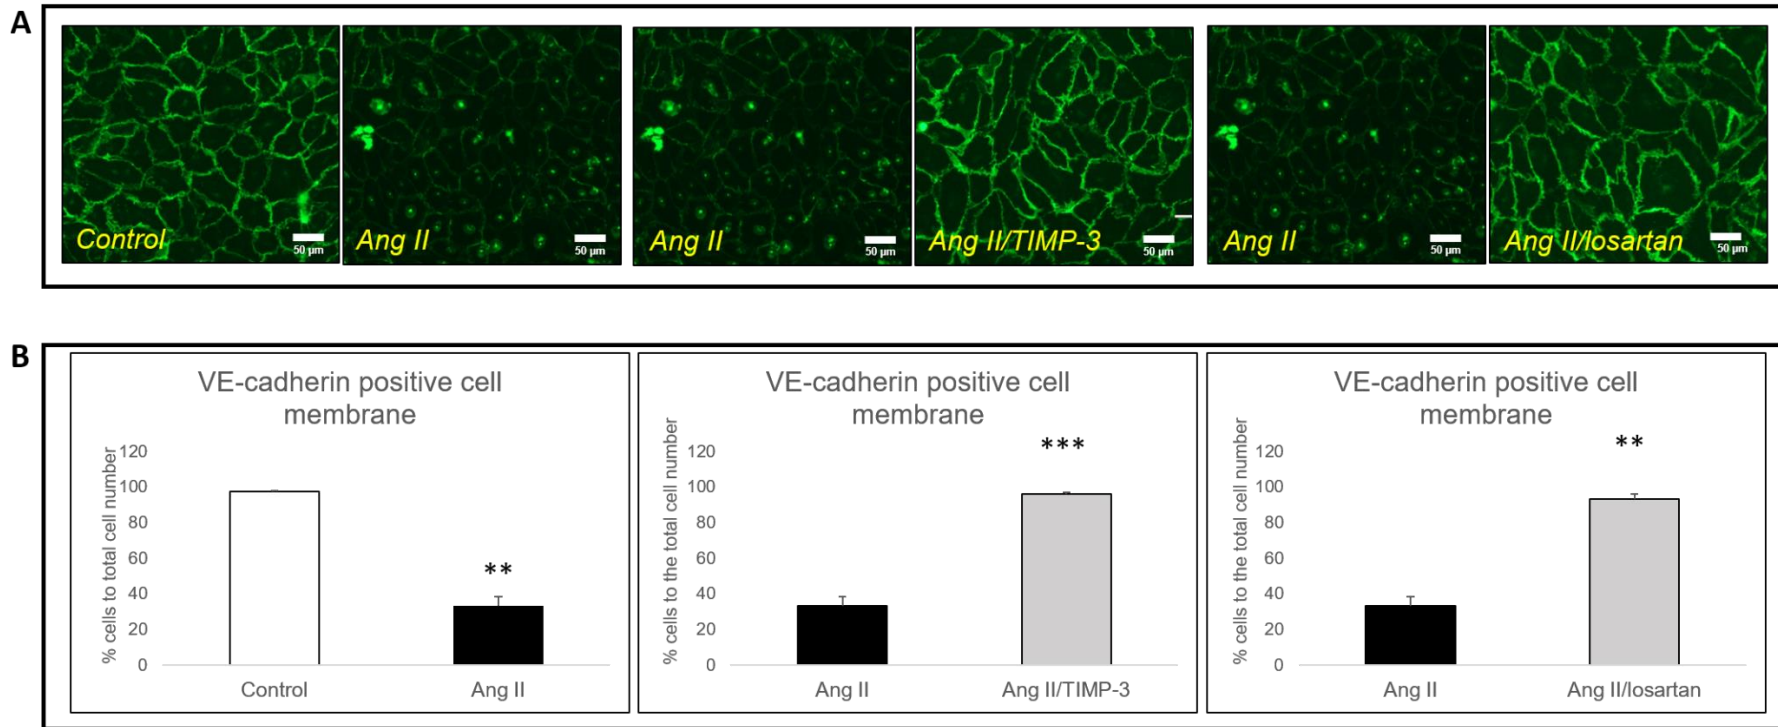 A
Control
50 µm
Ang II
50 µm
Ang II
50 µm
Ang II/TIMP-3
50 µm
Ang II
50 µm
Ang II/losartan
50 µm
B
VE-cadherin positive cell
membrane
% cells to total cell number
120
100
80
60
40
20
0
**
Control
Ang II
VE-cadherin positive cell
membrane
% cells to the total cell number
120
100
80
60
40
20
0
***
Ang II
Ang II/TIMP-3
VE-cadherin positive cell
membrane
% cells to the total cell number
120
100
80
60
40
20
0
**
Ang II
Ang II/losartan